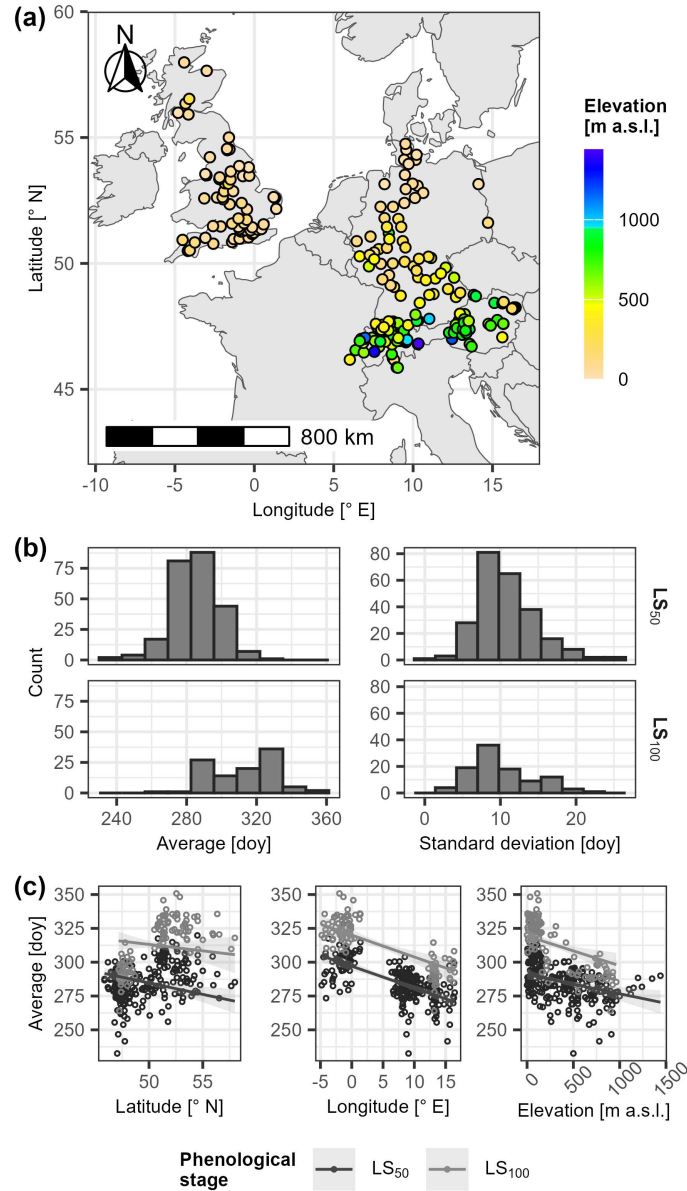 (a)
60
55
50
45
Latitude [° N]
N
800 km
-10 -5 0 5 10 15
Longitude [° E]
Elevation
[m a.s.l.]
1000
500
0
(b)
75
50
25
0
80
60
40
20
0
LS50
Count
75
50
25
0
80
60
40
20
0
LS100
240 280 320 360
0 10 20
Average [doy]
Standard deviation [doy]
(c)
350
325
300
275
250
350
325
300
275
250
350
325
300
275
250
Average [doy]
50 55
-5 0 5 10 15
0 500 1000 1500
Latitude [° N]
Longitude [° E]
Elevation [m a.s.l.]
Phenological
stage
LS50
LS100